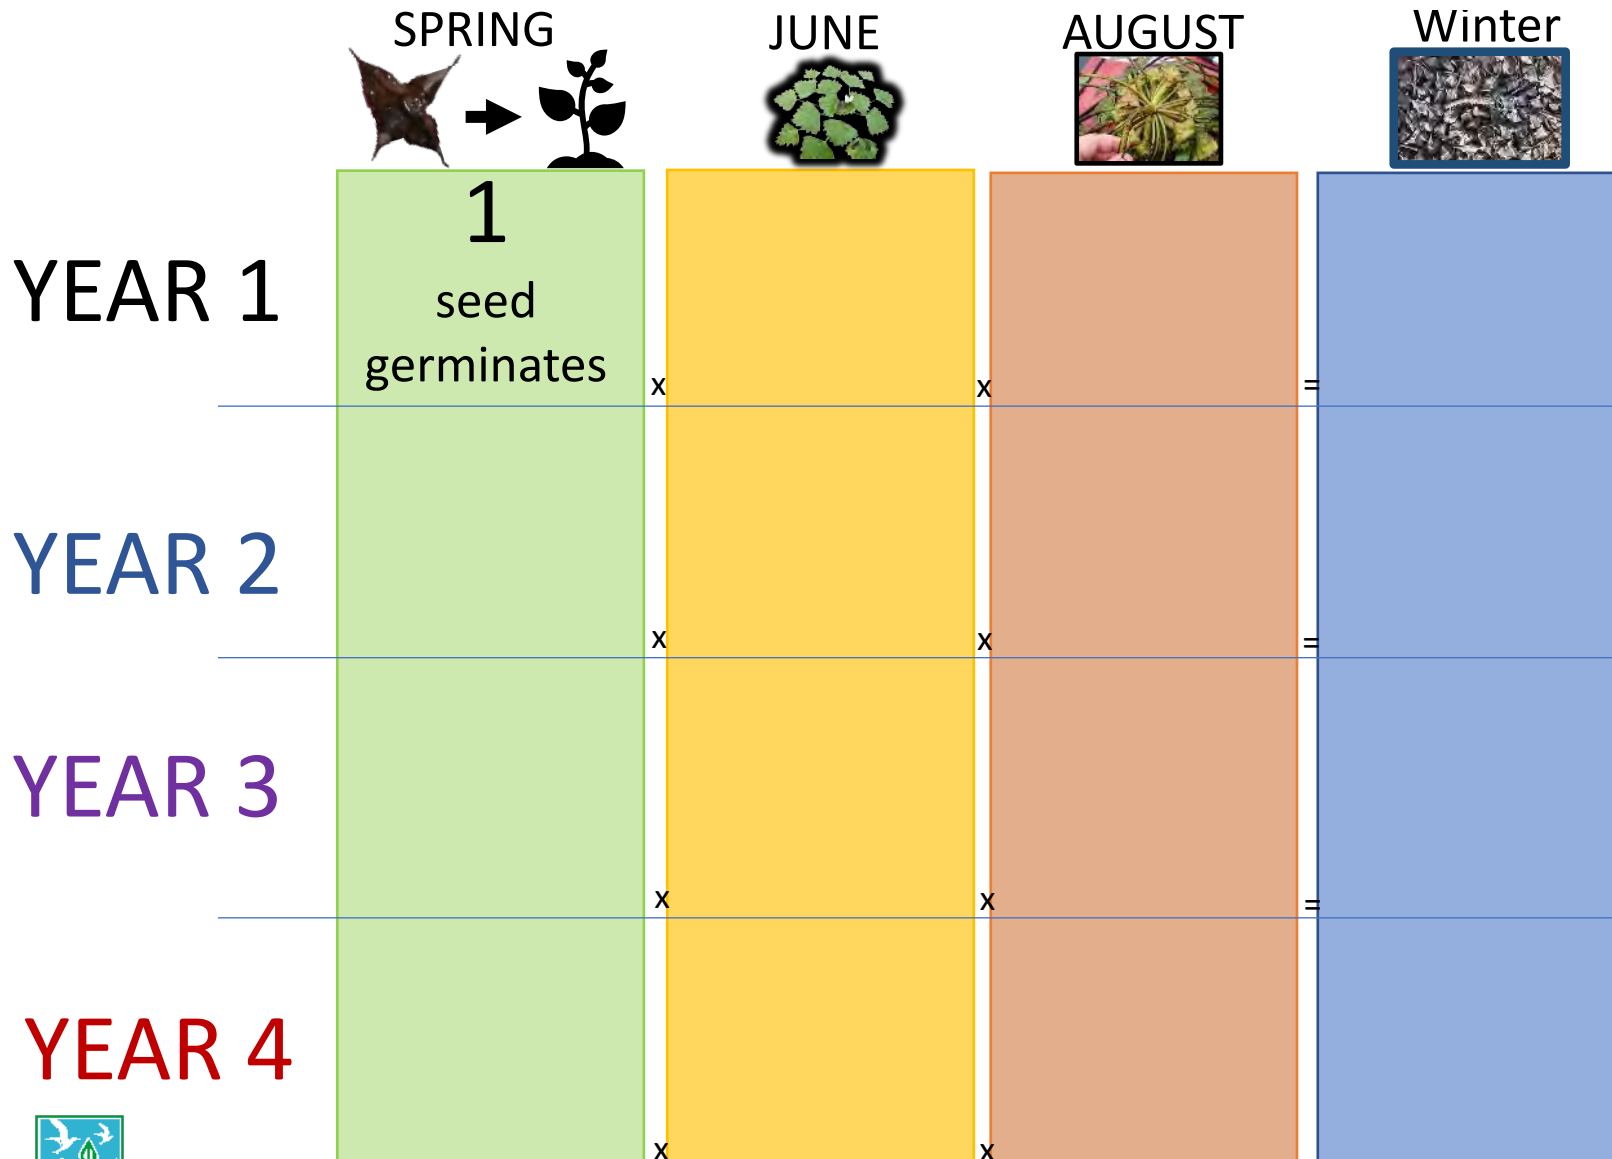 SPRING
JUNE
AUGUST
Winter
YEAR 1
1
seed
germinates
x
x
=
YEAR 2
x
x
=
YEAR 3
x
x
=
YEAR 4
x
x